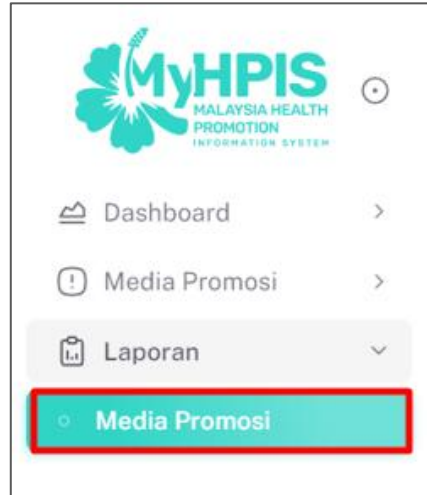 MyHPIS
MALAYSIA HEALTH
PROMOTION
INFORMATION SYSTEM
Dashboard
Media Promosi
Laporan
Media Promosi